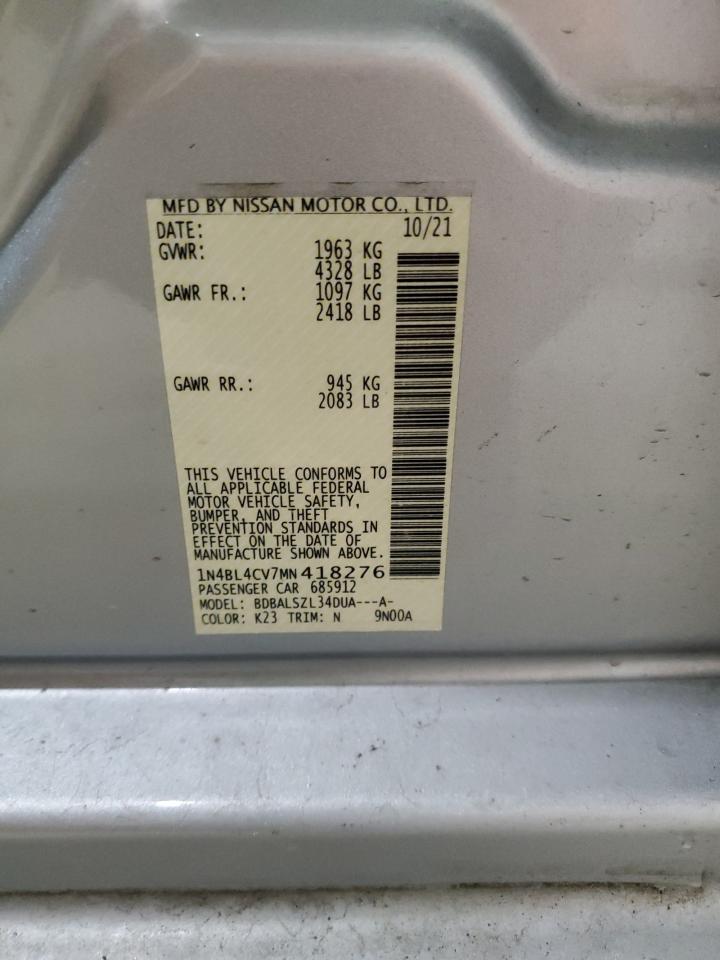 MFD BY NISSAN MOTOR CO., LTD.
DATE: 10/21
GVWR: 1963 KG
4328 LB
GAWR FR.: 1097 KG
2418 LB
GAWR RR.: 945 KG
2083 LB
THIS VEHICLE CONFORMS TO
ALL APPLICABLE FEDERAL
MOTOR VEHICLE SAFETY,
BUMPER, AND THEFT
PREVENTION STANDARDS IN
EFFECT ON THE DATE OF
MANUFACTURE SHOWN ABOVE.
1N4BL4CV7MN418276
PASSENGER CAR 685912
MODEL: BDBALSZL34DUA---A-
COLOR: K23 TRIM: N 9N00A